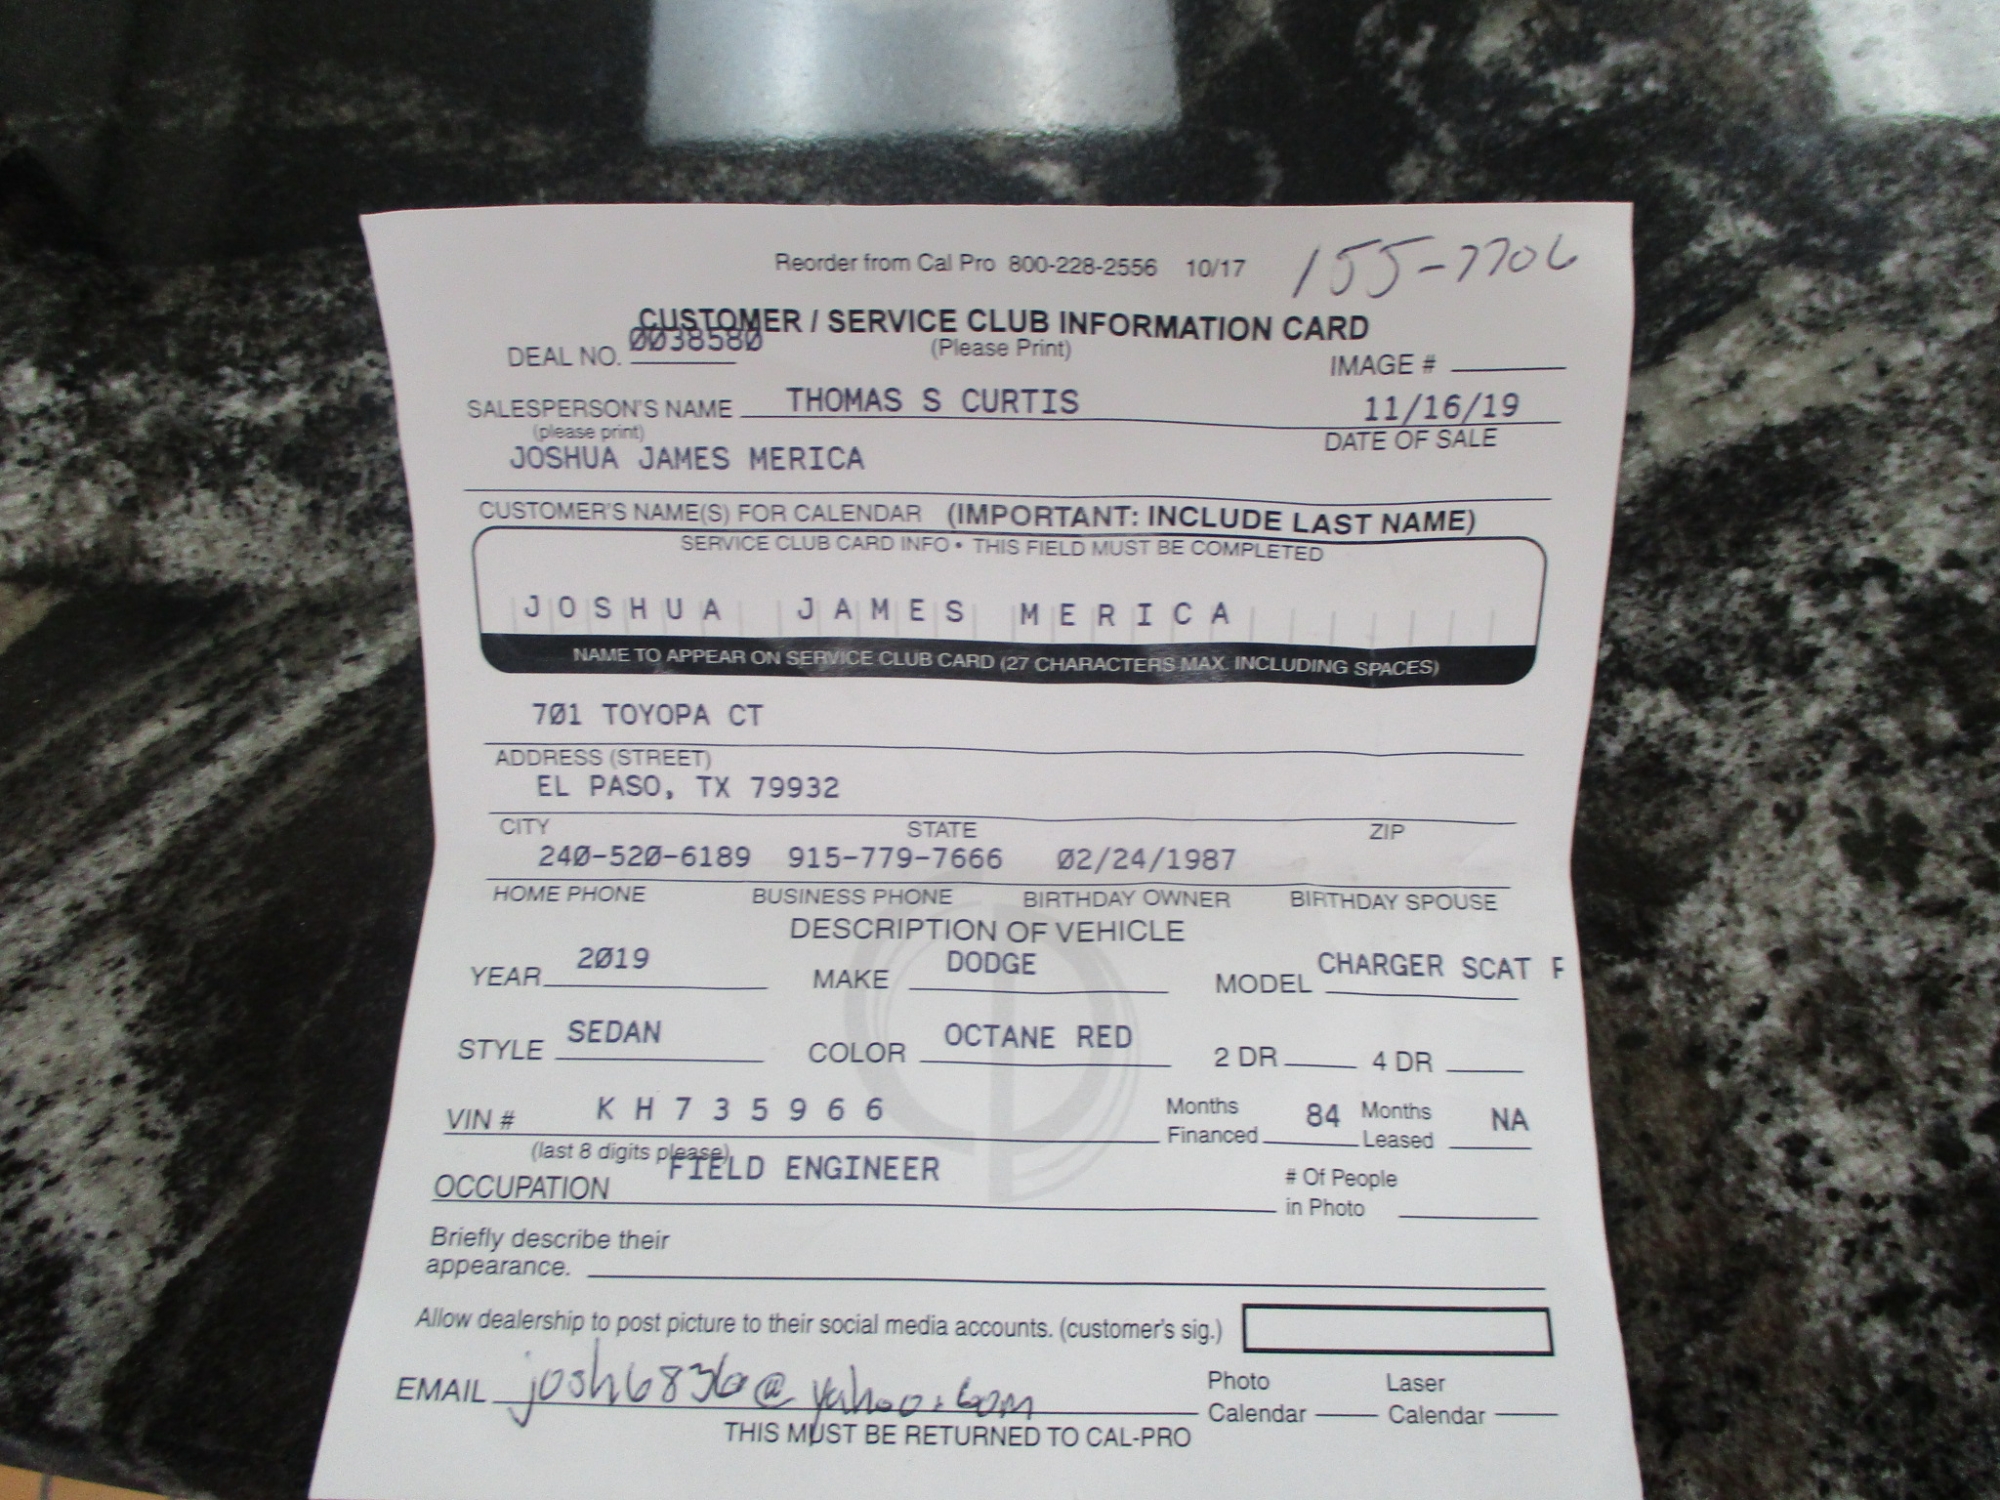 Reorder from Cal Pro 800-228-2556 10/17 155-7706
CUSTOMER / SERVICE CLUB INFORMATION CARD
(Please Print)
DEAL NO. 0038580 IMAGE #
SALESPERSON'S NAME THOMAS S CURTIS 11/16/19
(please print) DATE OF SALE
JOSHUA JAMES MERICA
CUSTOMER'S NAME(S) FOR CALENDAR (IMPORTANT: INCLUDE LAST NAME)
SERVICE CLUB CARD INFO • THIS FIELD MUST BE COMPLETED
JOSHUA JAMES MERICA
NAME TO APPEAR ON SERVICE CLUB CARD (27 CHARACTERS MAX. INCLUDING SPACES)
701 TOYOPA CT
ADDRESS (STREET)
EL PASO, TX 79932
CITY STATE ZIP
240-520-6189 915-779-7666 02/24/1987
HOME PHONE BUSINESS PHONE BIRTHDAY OWNER BIRTHDAY SPOUSE
DESCRIPTION OF VEHICLE
YEAR 2019 MAKE DODGE MODEL CHARGER SCAT F
STYLE SEDAN COLOR OCTANE RED 2 DR 4 DR
VIN # KH735966 Months Financed 84 Months Leased NA
(last 8 digits please)
OCCUPATION FIELD ENGINEER # Of People in Photo
Briefly describe their
appearance.
Allow dealership to post picture to their social media accounts. (customer's sig.)
EMAIL josh6836@yahoo.com Photo Calendar Laser Calendar
THIS MUST BE RETURNED TO CAL-PRO